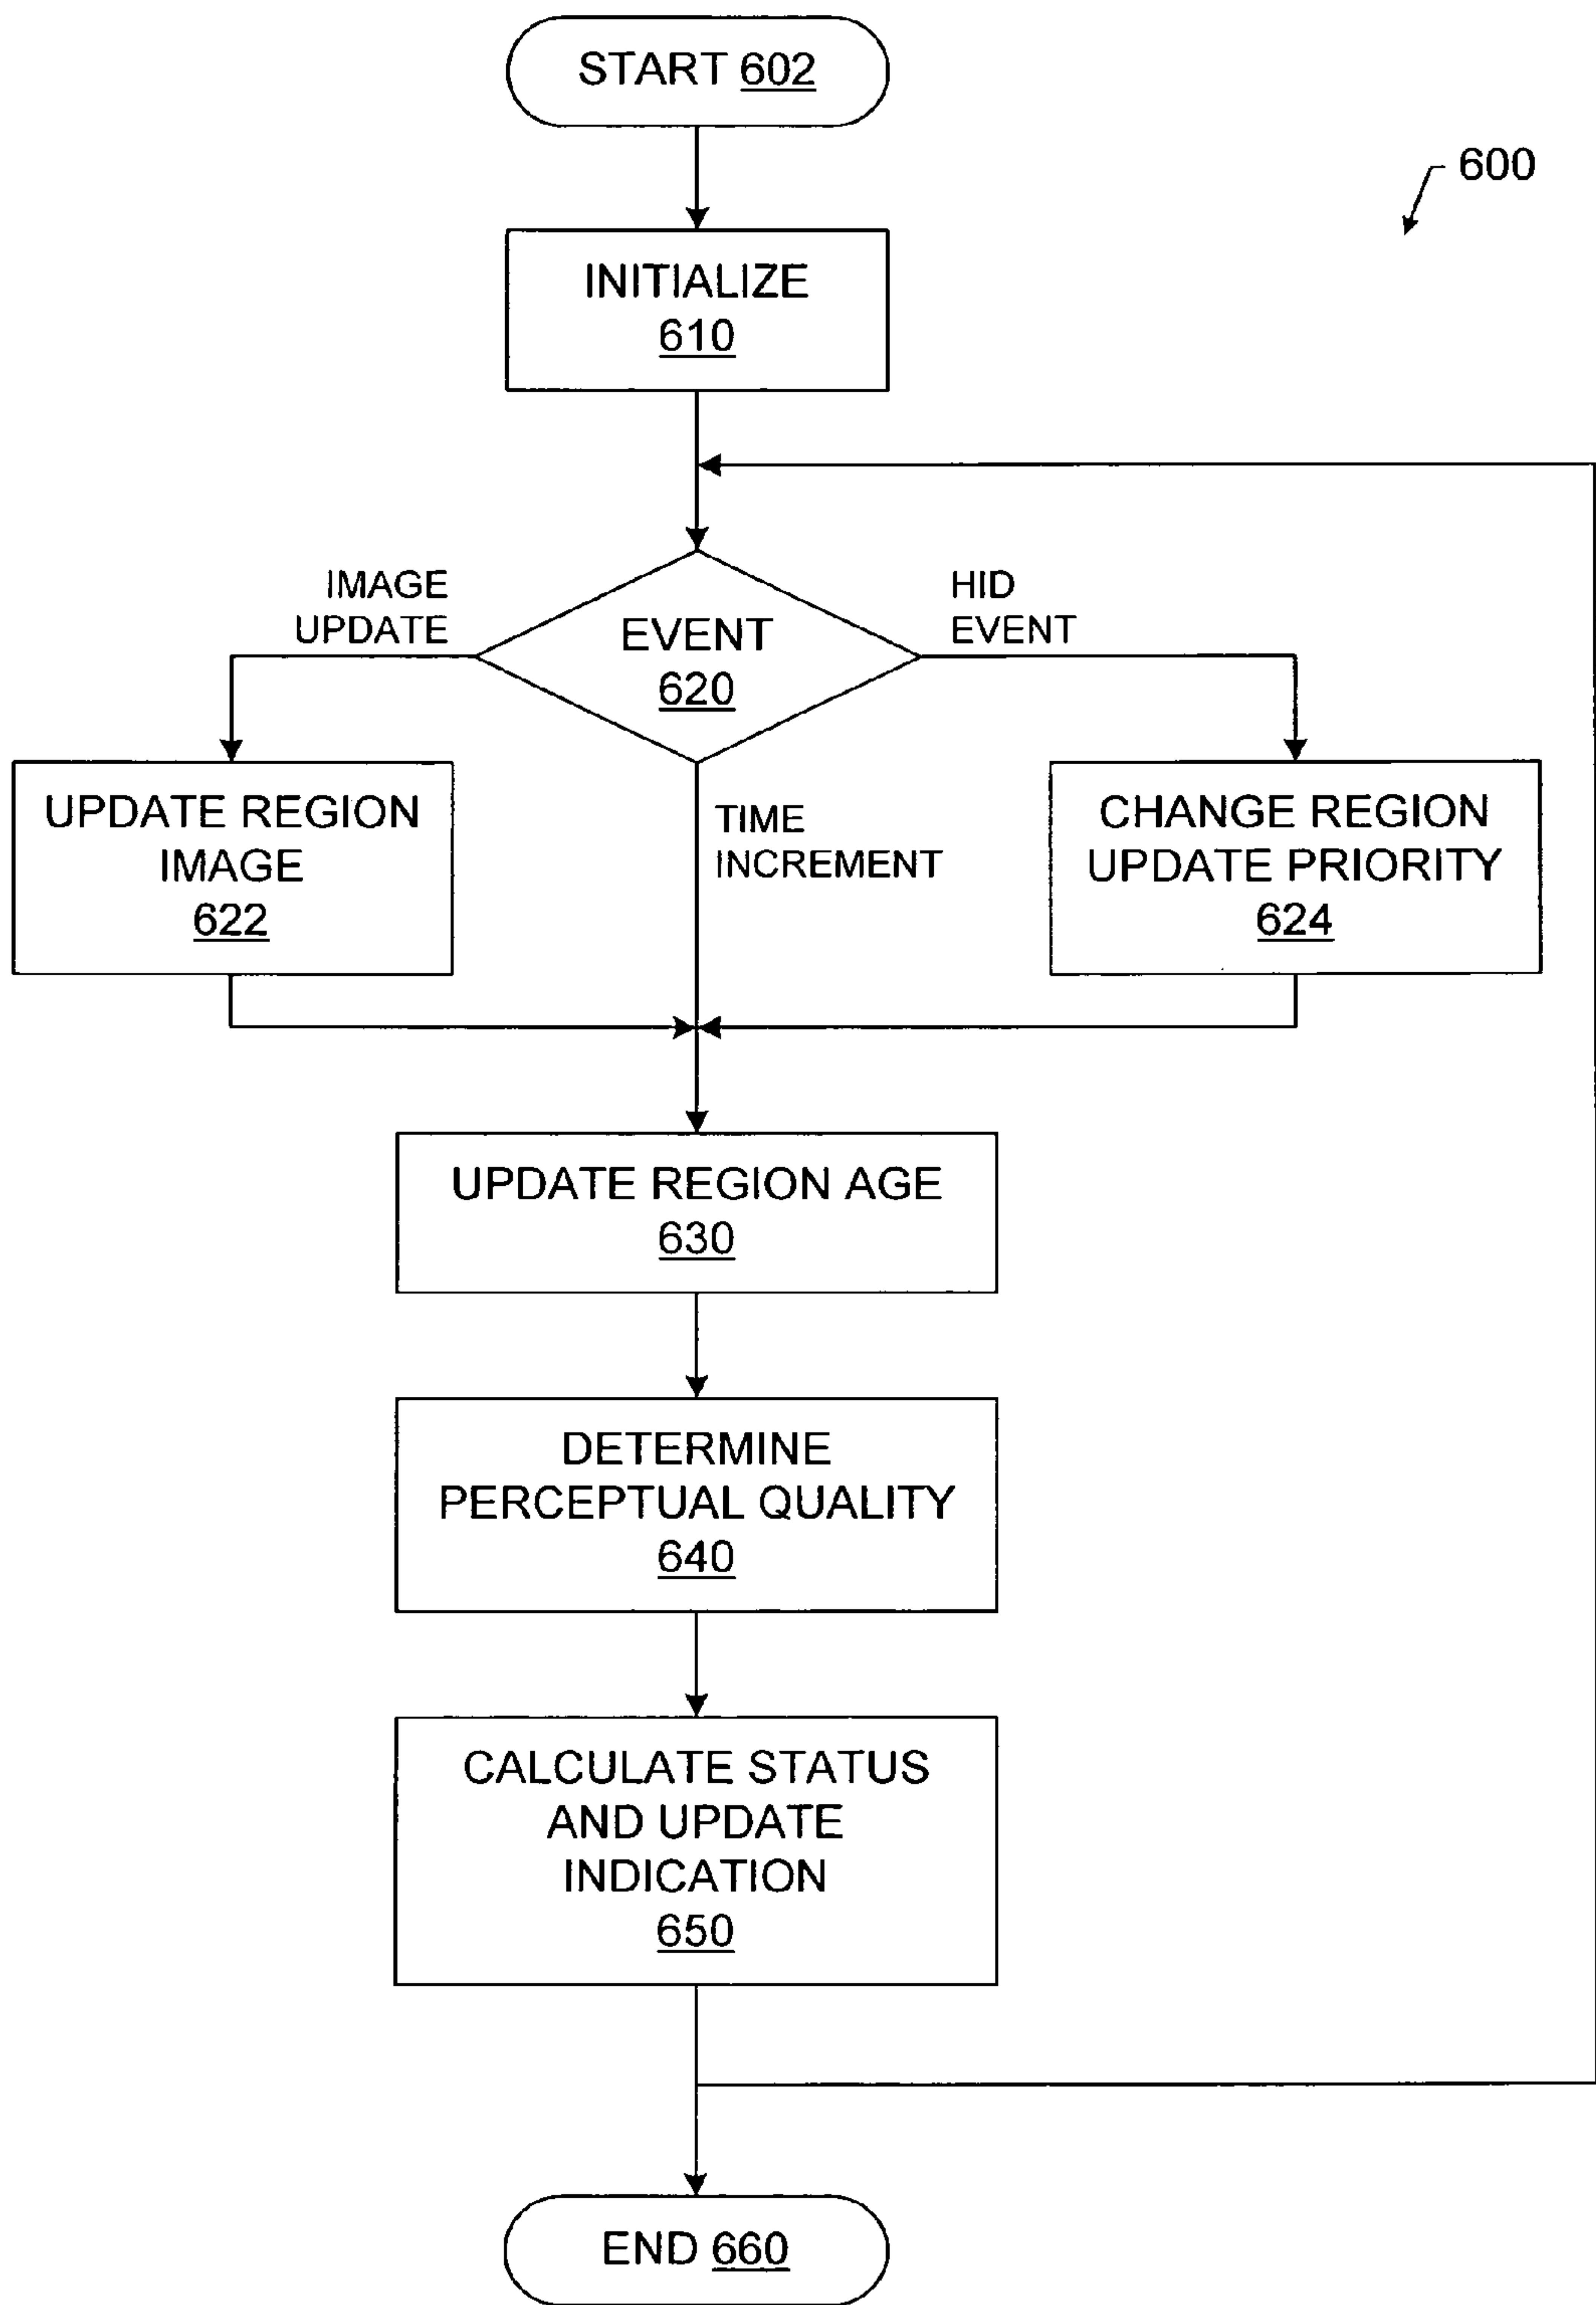 START 602
600
INITIALIZE
610
IMAGE
UPDATE
EVENT
620
HID
EVENT
UPDATE REGION
IMAGE
622
TIME
INCREMENT
CHANGE REGION
UPDATE PRIORITY
624
UPDATE REGION AGE
630
DETERMINE
PERCEPTUAL QUALITY
640
CALCULATE STATUS
AND UPDATE
INDICATION
650
END 660